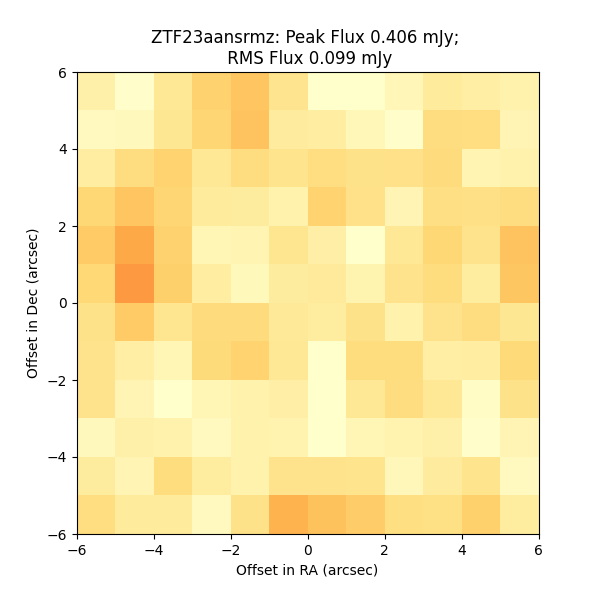 ZTF23aansrmz: Peak Flux 0.406 mJy;
RMS Flux 0.099 mJy
6
4
2
0
−2
−4
−6
Offset in Dec (arcsec)
−6 −4 −2 0 2 4 6
Offset in RA (arcsec)